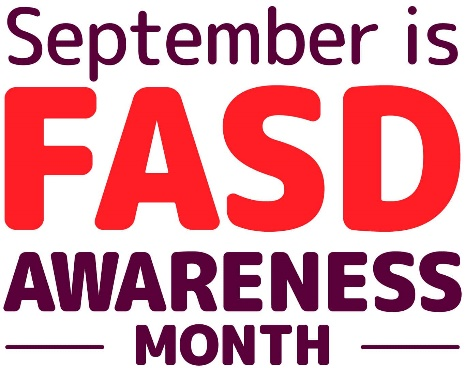 September is
FASD
AWARENESS
MONTH